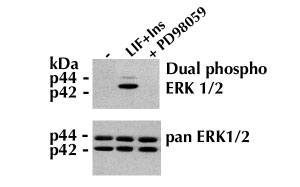 - LIF+Ins + PD98059
kDa
p44 -
p42 -
Dual phospho
ERK 1/2
p44 -
p42 -
pan ERK1/2